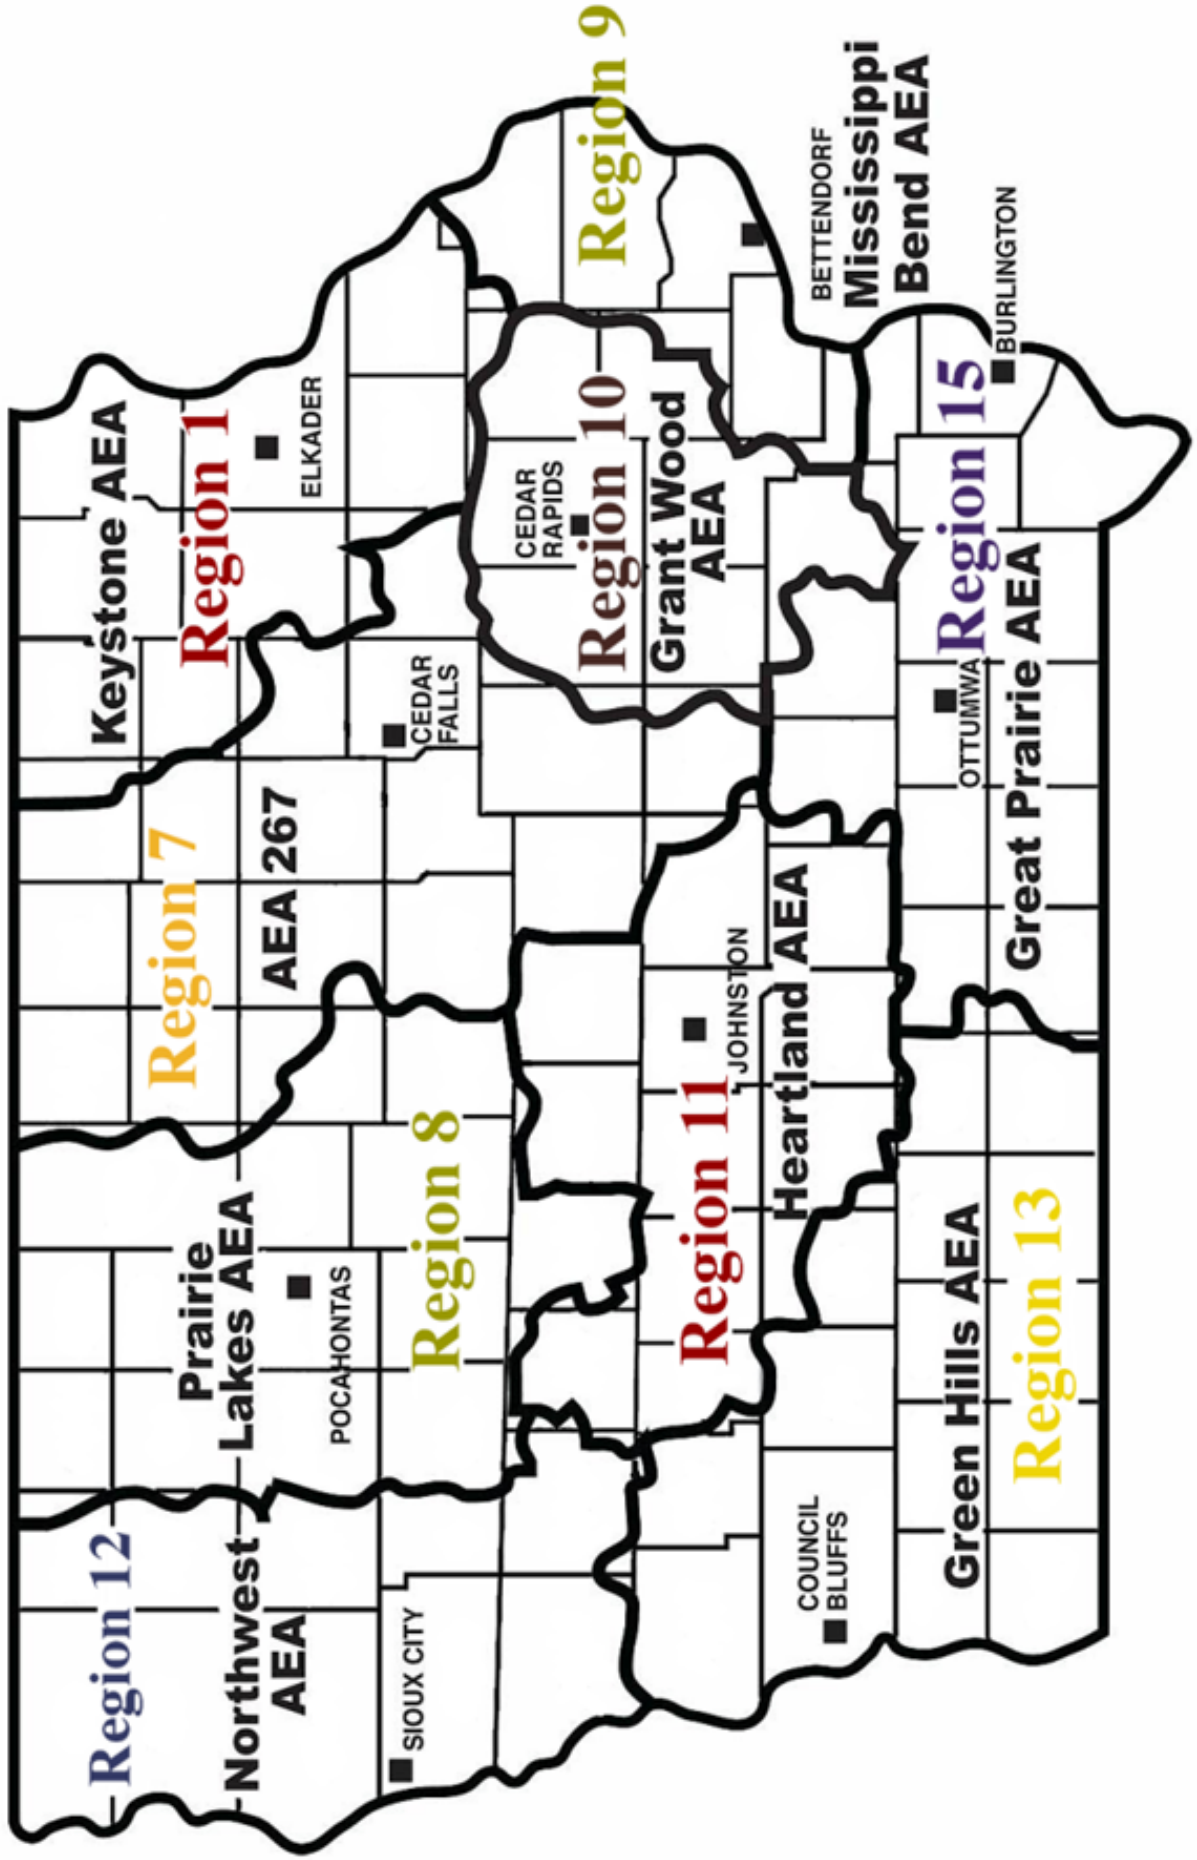 Region 12
Northwest
AEA
SIOUX CITY
Prairie
Lakes AEA
POCAHONTAS
Region 8
Region 7
AEA 267
CEDAR
FALLS
Keystone AEA
Region 1
ELKADER
Region 9
BETTENDORF
Mississippi
Bend AEA
CEDAR
RAPIDS
Region 10
Grant Wood
AEA
JOHNSTON
Region 11
Heartland AEA
COUNCIL
BLUFFS
Green Hills AEA
Region 13
OTTUMWA
Region 15
Great Prairie AEA
BURLINGTON